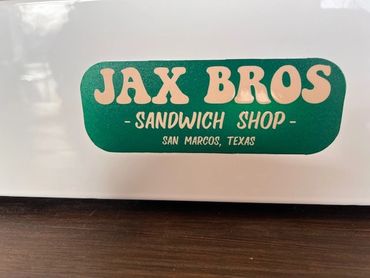 JAX BROS
- SANDWICH SHOP -
SAN MARCOS, TEXAS